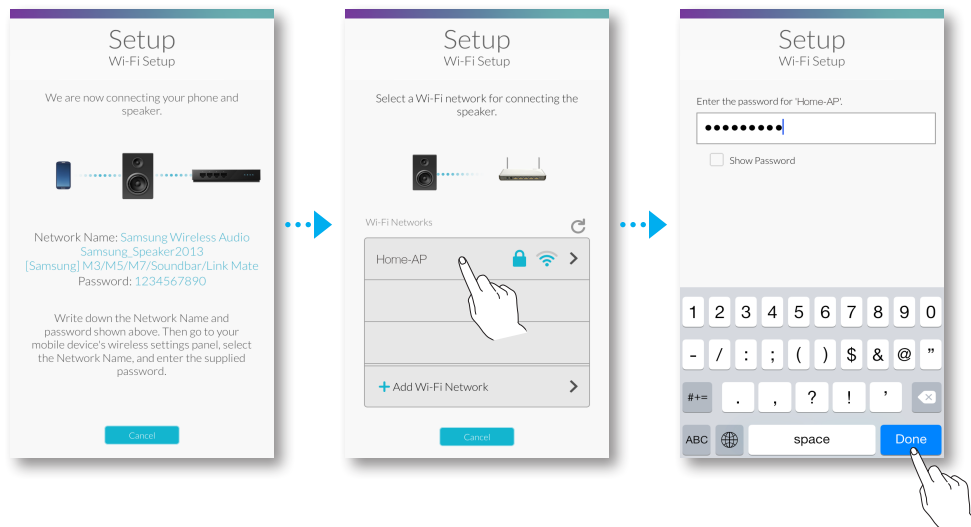 Setup
Wi-Fi Setup
We are now connecting your phone and
speaker.
Network Name: Samsung Wireless Audio
Samsung_Speaker2013
[Samsung] M3/M5/M7/Soundbar/Link Mate
Password: 1234567890
Write down the Network Name and
password shown above. Then go to your
mobile device's wireless settings panel, select
the Network Name, and enter the supplied
password.
Cancel
Setup
Wi-Fi Setup
Select a Wi-Fi network for connecting the
speaker.
Wi-Fi Networks
Home-AP
+ Add Wi-Fi Network
Cancel
Setup
Wi-Fi Setup
Enter the password for 'Home-AP'.
•••••••••
Show Password
1 2 3 4 5 6 7 8 9 0
- / : ; ( ) $ & @ "
#+= . , ? ! '
ABC space Done